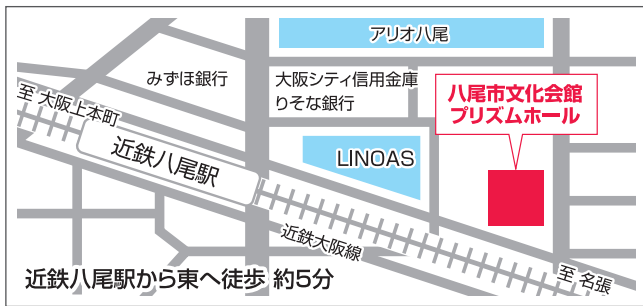 アリオ八尾
みずほ銀行
大阪シティ信用金庫
りそな銀行
八尾市文化会館
プリズムホール
至 大阪上本町
近鉄八尾駅
LINOAS
近鉄大阪線
至 名張
近鉄八尾駅から東へ徒歩 約5分